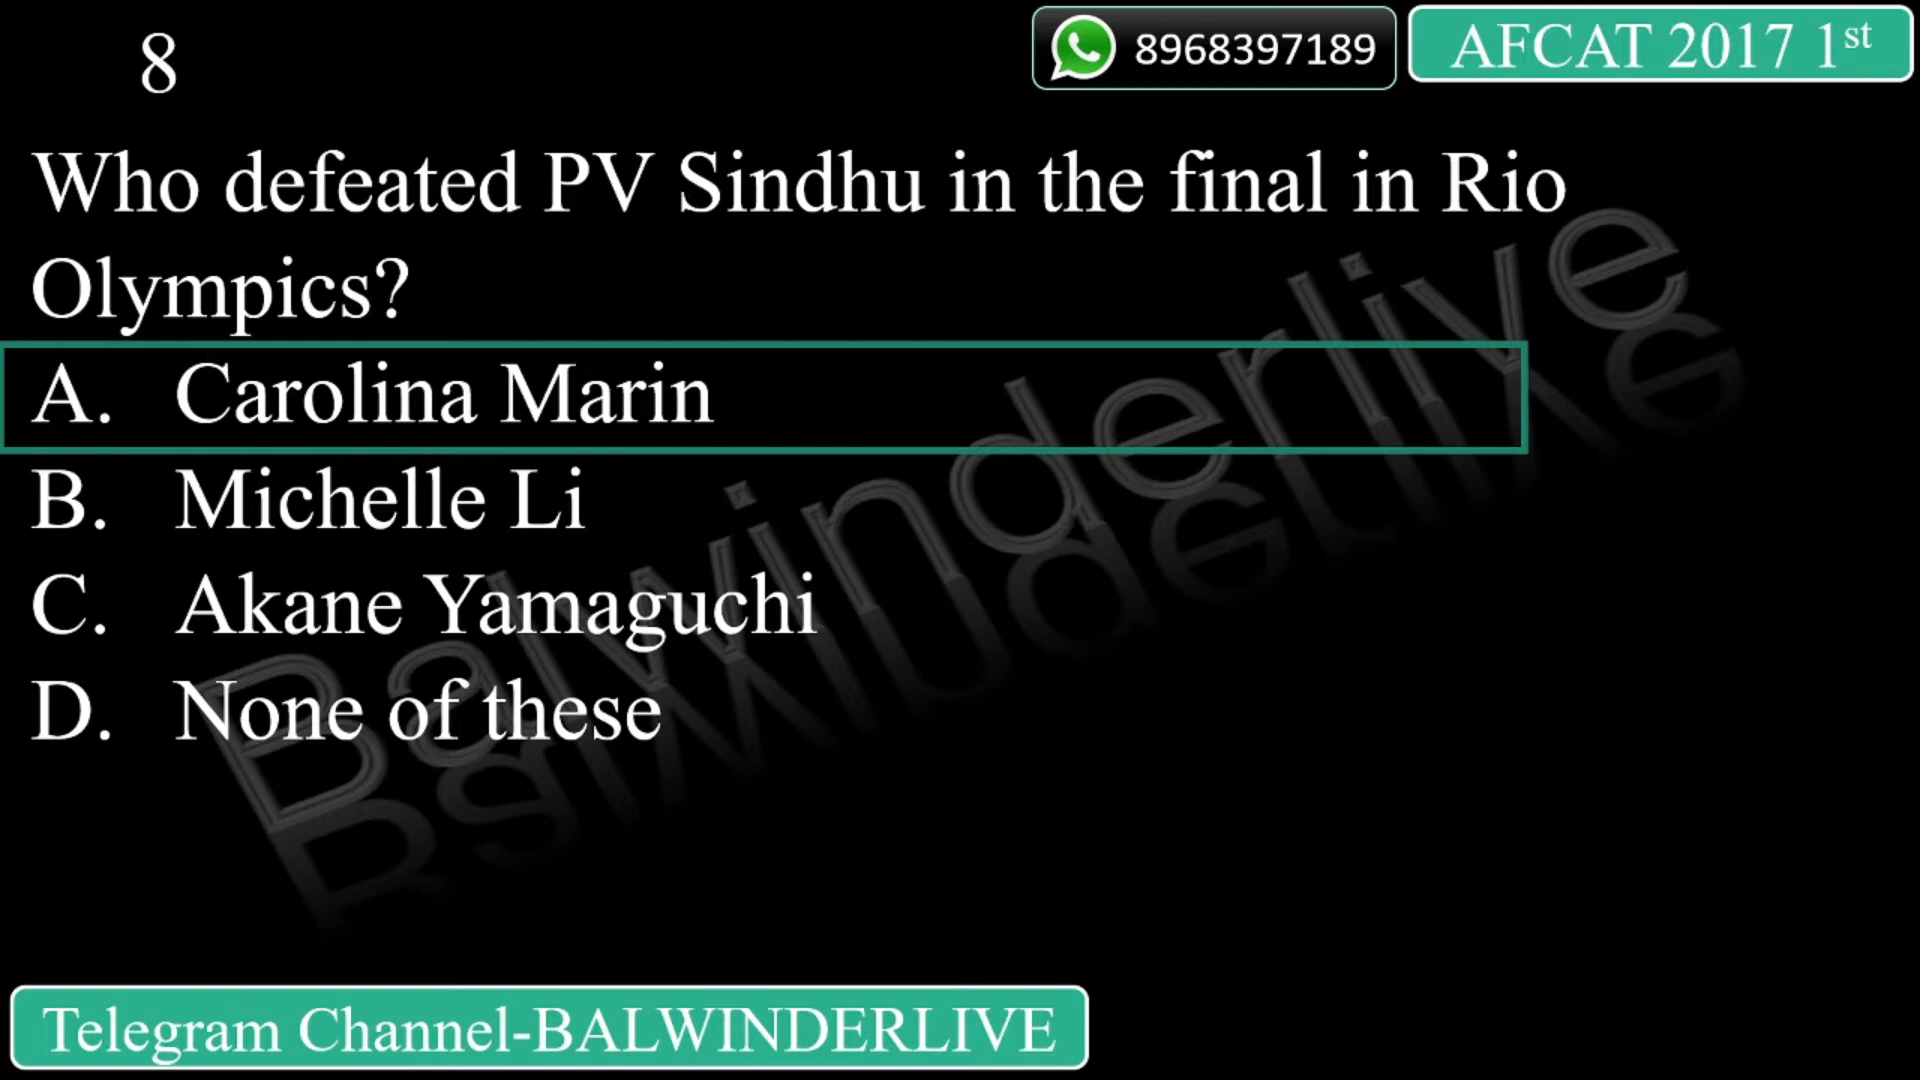 8
8968397189
AFCAT 2017 1st
Who defeated PV Sindhu in the final in Rio
Olympics?
A. Carolina Marin
B. Michelle Li
C. Akane Yamaguchi
D. None of these
Balwinderlive
Telegram Channel-BALWINDERLIVE